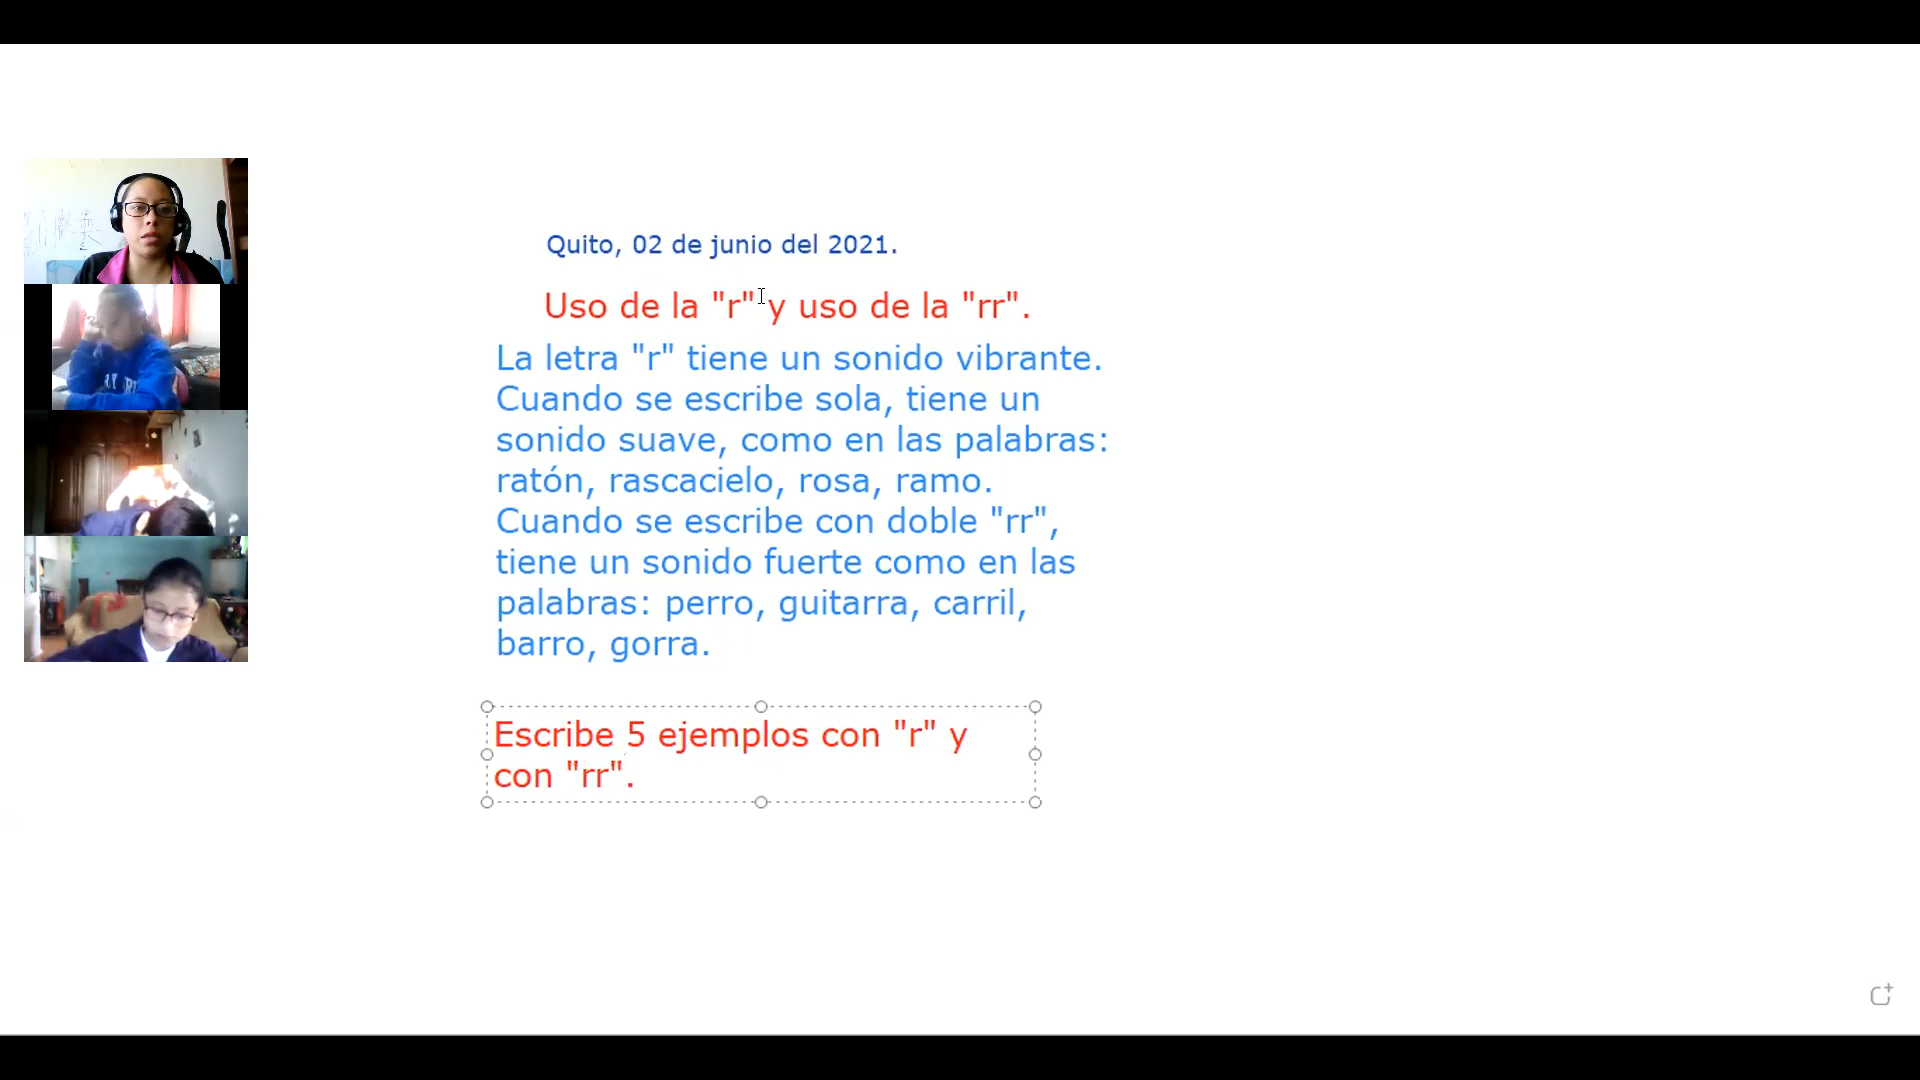 Quito, 02 de junio del 2021.
Uso de la "r" y uso de la "rr".
La letra "r" tiene un sonido vibrante.
Cuando se escribe sola, tiene un
sonido suave, como en las palabras:
ratón, rascacielo, rosa, ramo.
Cuando se escribe con doble "rr",
tiene un sonido fuerte como en las
palabras: perro, guitarra, carril,
barro, gorra.
Escribe 5 ejemplos con "r" y
con "rr".